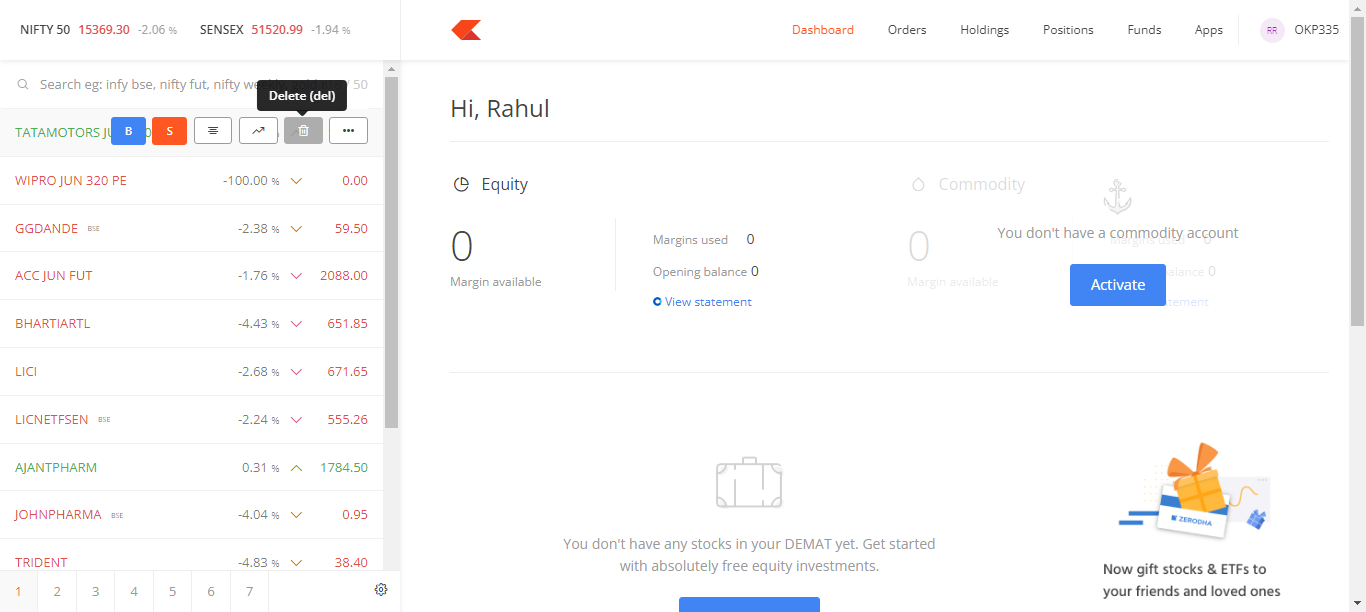 NIFTY 50 15369.30 -2.06 % SENSEX 51520.99 -1.94 %
Dashboard Orders Holdings Positions Funds Apps RR OKP335
Search eg: infy bse, nifty fut, nifty we 50
Delete (del)
TATAMOTORS JU B S
WIPRO JUN 320 PE -100.00 % 0.00
GGDANDE BSE -2.38 % 59.50
ACC JUN FUT -1.76 % 2088.00
BHARTIARTL -4.43 % 651.85
LICI -2.68 % 671.65
LICNETFSEN BSE -2.24 % 555.26
AJANTPHARM 0.31 % 1784.50
JOHNPHARMA BSE -4.04 % 0.95
TRIDENT -4.83 % 38.40
1 2 3 4 5 6 7
Hi, Rahul
Equity
0
Margin available
Margins used 0
Opening balance 0
View statement
Commodity
0
Margin available
Margins used 0
alance 0
tement
You don't have a commodity account
Activate
You don't have any stocks in your DEMAT yet. Get started
with absolutely free equity investments.
ZERODHA
Now gift stocks & ETFs to
your friends and loved ones